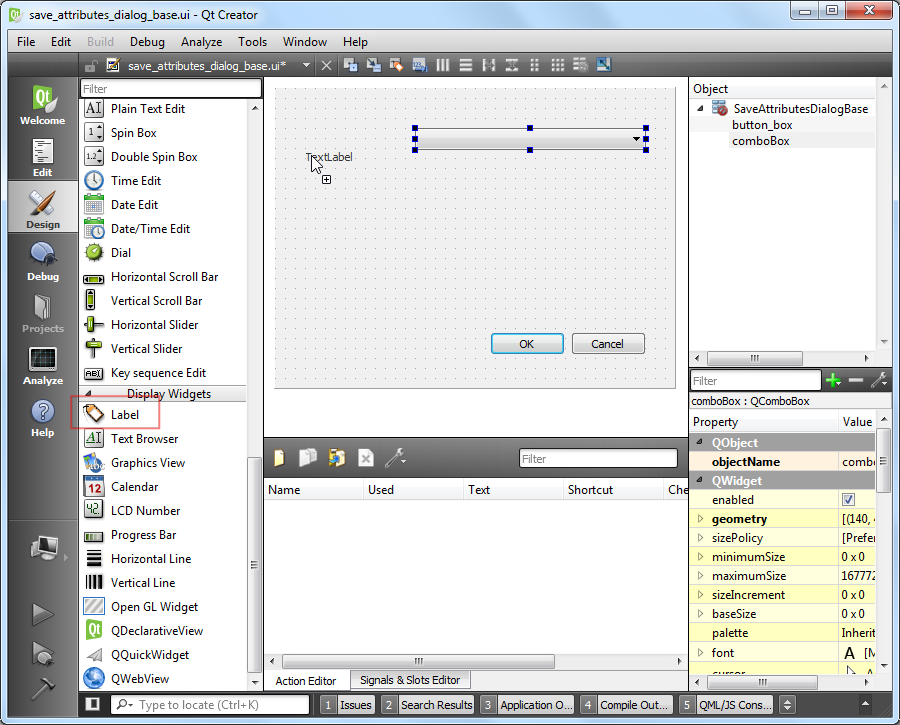 save_attributes_dialog_base.ui - Qt Creator
File Edit Build Debug Analyze Tools Window Help
save_attributes_dialog_base.ui*
Welcome
Edit
Design
Debug
Projects
Analyze
Help
Filter
Plain Text Edit
Spin Box
Double Spin Box
Time Edit
Date Edit
Date/Time Edit
Dial
Horizontal Scroll Bar
Vertical Scroll Bar
Horizontal Slider
Vertical Slider
Key sequence Edit
Display Widgets
Label
Text Browser
Graphics View
Calendar
LCD Number
Progress Bar
Horizontal Line
Vertical Line
Open GL Widget
QDeclarativeView
QQuickWidget
QWebView
TextLabel
OK Cancel
Filter
Name Used Text Shortcut Che
Action Editor Signals & Slots Editor
Object
SaveAttributesDialogBase
button_box
comboBox
Filter
comboBox : QComboBox
Property Value
QObject
objectName combo
QWidget
enabled
geometry [(140, 4
sizePolicy [Prefer
minimumSize 0 x 0
maximumSize 167772
sizeIncrement 0 x 0
baseSize 0 x 0
palette Inherit
font A [M
cursor
Type to locate (Ctrl+K) 1 Issues 2 Search Results 3 Application O... 4 Compile Out... 5 QML/JS Cons...